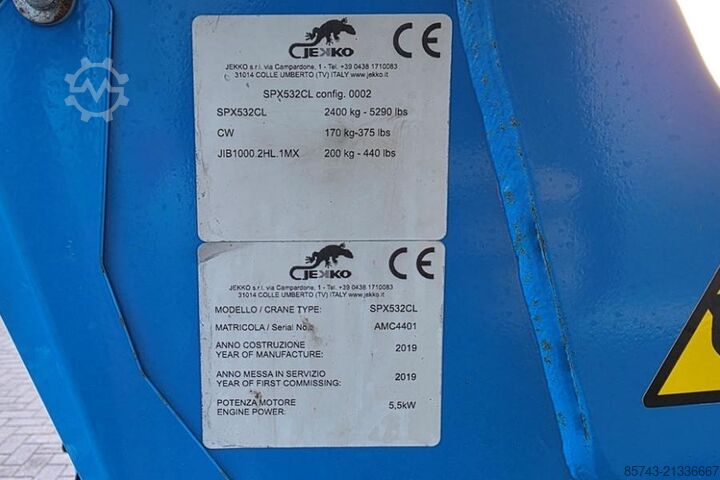 JEKKO CE
JEKKO s.r.l. via Campardone, 1 - Tel. +39 0438 1710083
31014 COLLE UMBERTO (TV) ITALY www.jekko.it
SPX532CL config. 0002
SPX532CL 2400 kg - 5290 lbs
CW 170 kg-375 lbs
JIB1000.2HL.1MX 200 kg - 440 lbs
JEKKO CE
JEKKO s.r.l. via Campardone, 1 - Tel. +39 0438 1710083
31014 COLLE UMBERTO (TV) ITALY www.jekko.it
MODELLO / CRANE TYPE: SPX532CL
MATRICOLA / Serial No.: AMC4401
ANNO COSTRUZIONE
YEAR OF MANUFACTURE: 2019
ANNO MESSA IN SERVIZIO
YEAR OF FIRST COMMISSING: 2019
POTENZA MOTORE
ENGINE POWER: 5,5kW
85743-21336667